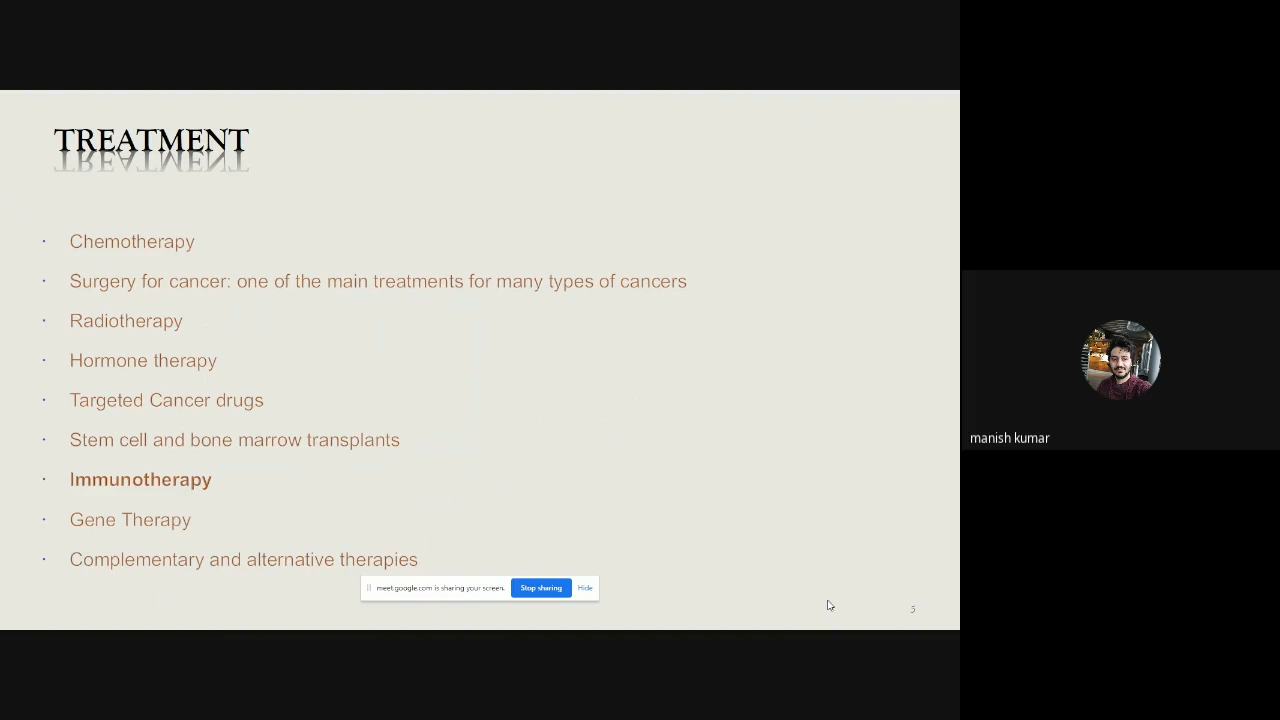 TREATMENT
Chemotherapy
Surgery for cancer: one of the main treatments for many types of cancers
Radiotherapy
Hormone therapy
Targeted Cancer drugs
Stem cell and bone marrow transplants
Immunotherapy
Gene Therapy
Complementary and alternative therapies
meet.google.com is sharing your screen. Stop sharing Hide
5
manish kumar